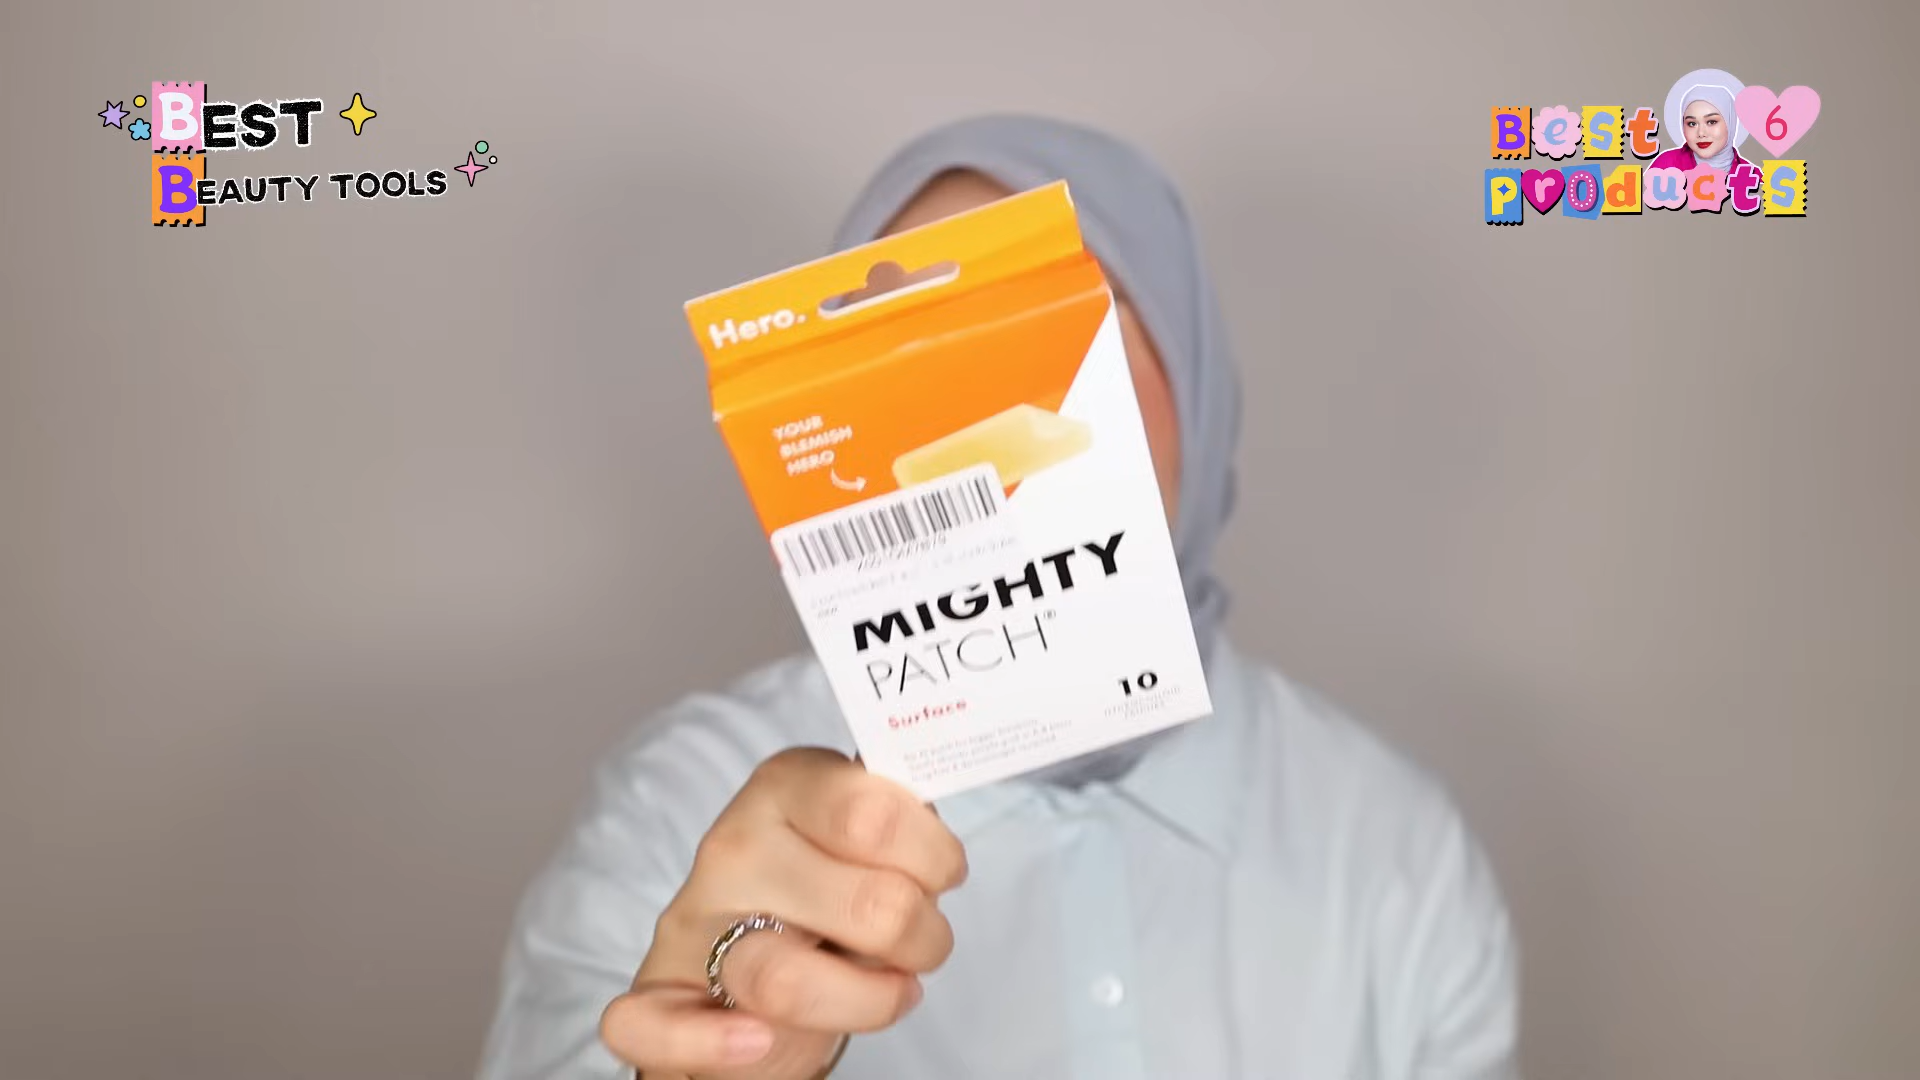 BEST
BEAUTY TOOLS
Best
6
Products
Hero.
YOUR
BLEMISH
HERO
MIGHTY
PATCH®
Surface
10